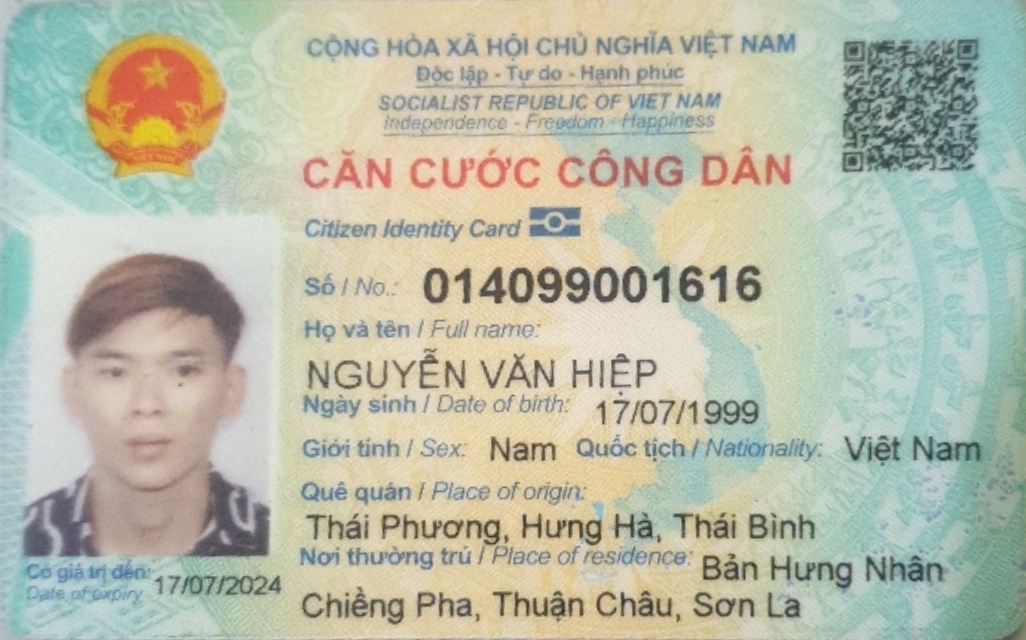 CỘNG HÒA XÃ HỘI CHỦ NGHĨA VIỆT NAM
Độc lập - Tự do - Hạnh phúc
SOCIALIST REPUBLIC OF VIET NAM
Independence - Freedom - Happiness
CĂN CƯỚC CÔNG DÂN
Citizen Identity Card
Số / No.: 014099001616
Họ và tên / Full name:
NGUYỄN VĂN HIỆP
Ngày sinh / Date of birth: 17/07/1999
Giới tính / Sex: Nam Quốc tịch / Nationality: Việt Nam
Quê quán / Place of origin:
Thái Phương, Hưng Hà, Thái Bình
Nơi thường trú / Place of residence: Bản Hưng Nhân
Chiềng Pha, Thuận Châu, Sơn La
Có giá trị đến: 17/07/2024
Date of expiry